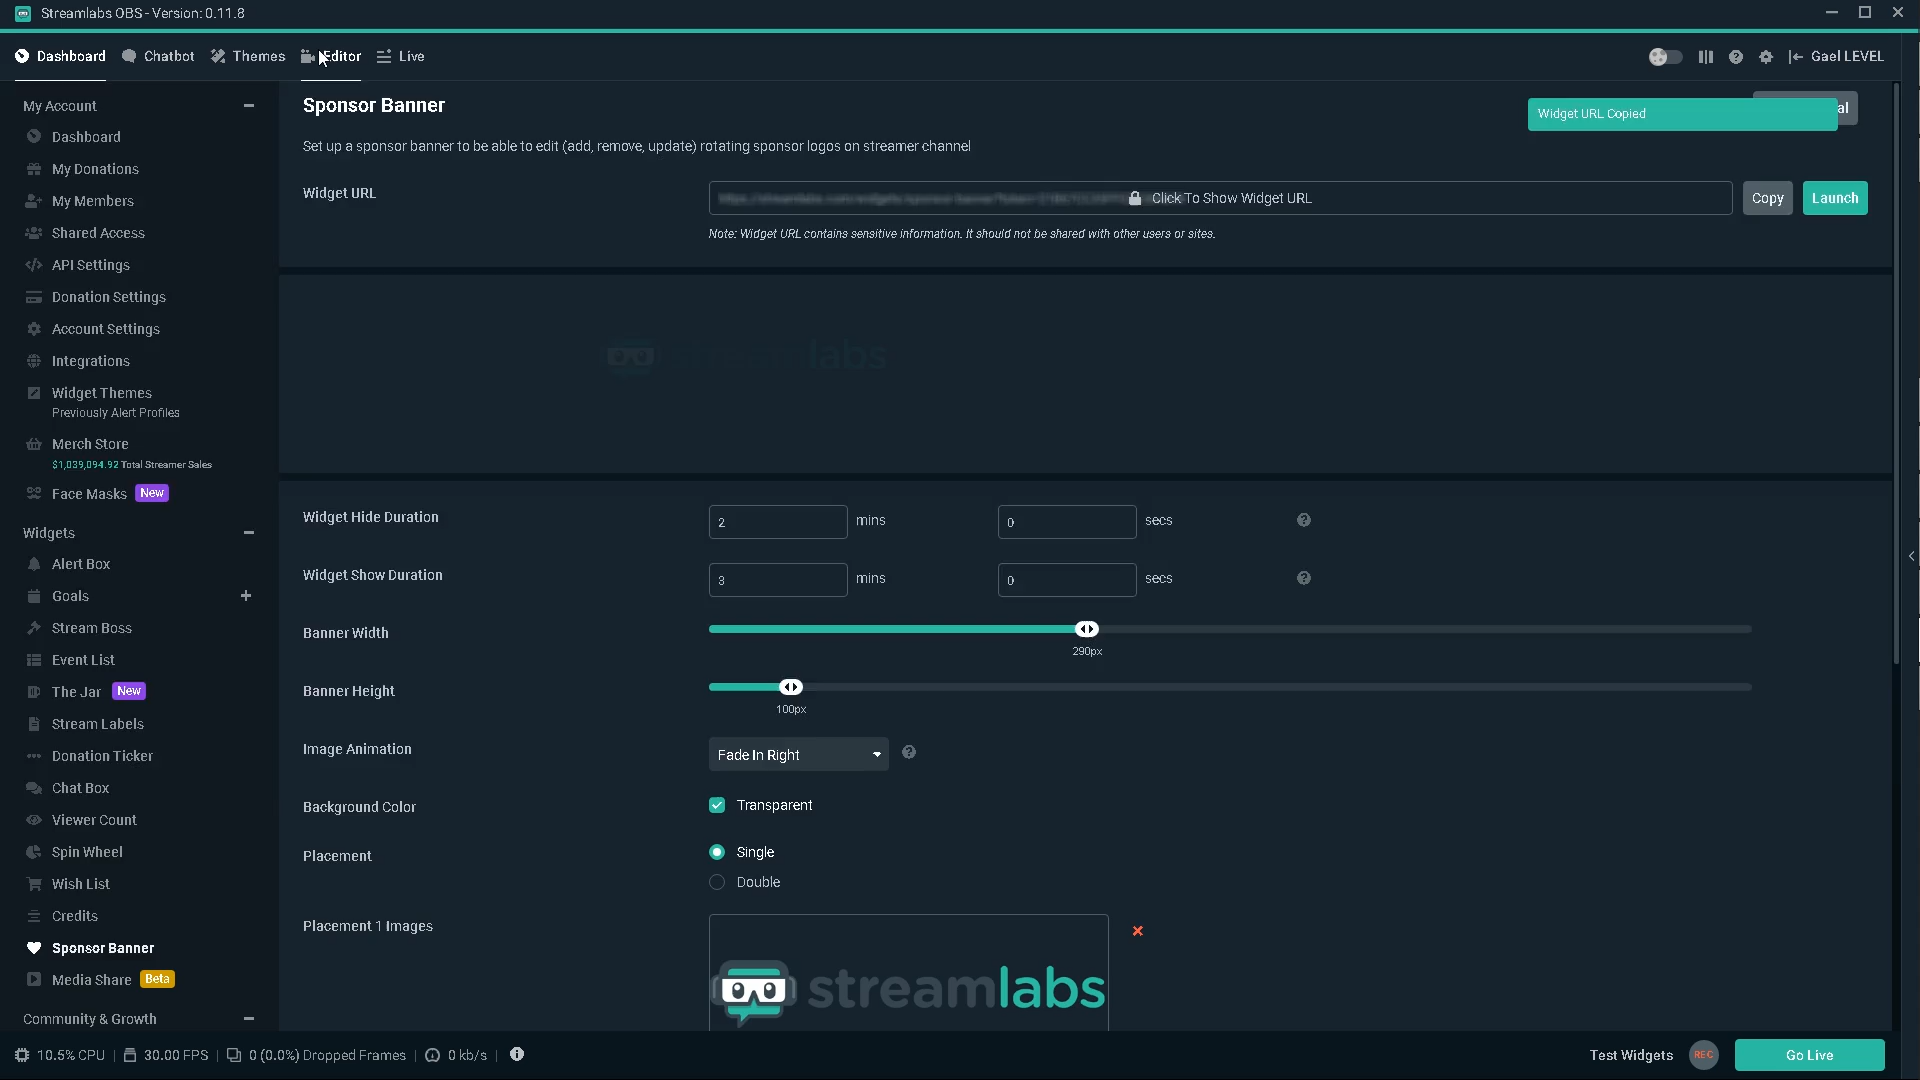 Streamlabs OBS - Version: 0.11.8
Dashboard
Chatbot
Themes
Editor
Live
Gael LEVEL
My Account
Dashboard
My Donations
My Members
Shared Access
API Settings
Donation Settings
Account Settings
Integrations
Widget Themes
Previously Alert Profiles
Merch Store
$1,039,094.92 Total Streamer Sales
Face Masks New
Widgets
Alert Box
Goals
Stream Boss
Event List
The Jar New
Stream Labels
Donation Ticker
Chat Box
Viewer Count
Spin Wheel
Wish List
Credits
Sponsor Banner
Media Share Beta
Community & Growth
Sponsor Banner
Widget URL Copied
Set up a sponsor banner to be able to edit (add, remove, update) rotating sponsor logos on streamer channel
Widget URL
Click To Show Widget URL
Copy
Launch
Note: Widget URL contains sensitive information. It should not be shared with other users or sites.
streamlabs
Widget Hide Duration
2 mins
0 secs
Widget Show Duration
3 mins
0 secs
Banner Width
290px
Banner Height
100px
Image Animation
Fade In Right
Background Color
Transparent
Placement
Single
Double
Placement 1 Images
streamlabs
10.5% CPU
30.00 FPS
0 (0.0%) Dropped Frames
0 kb/s
Test Widgets
REC
Go Live